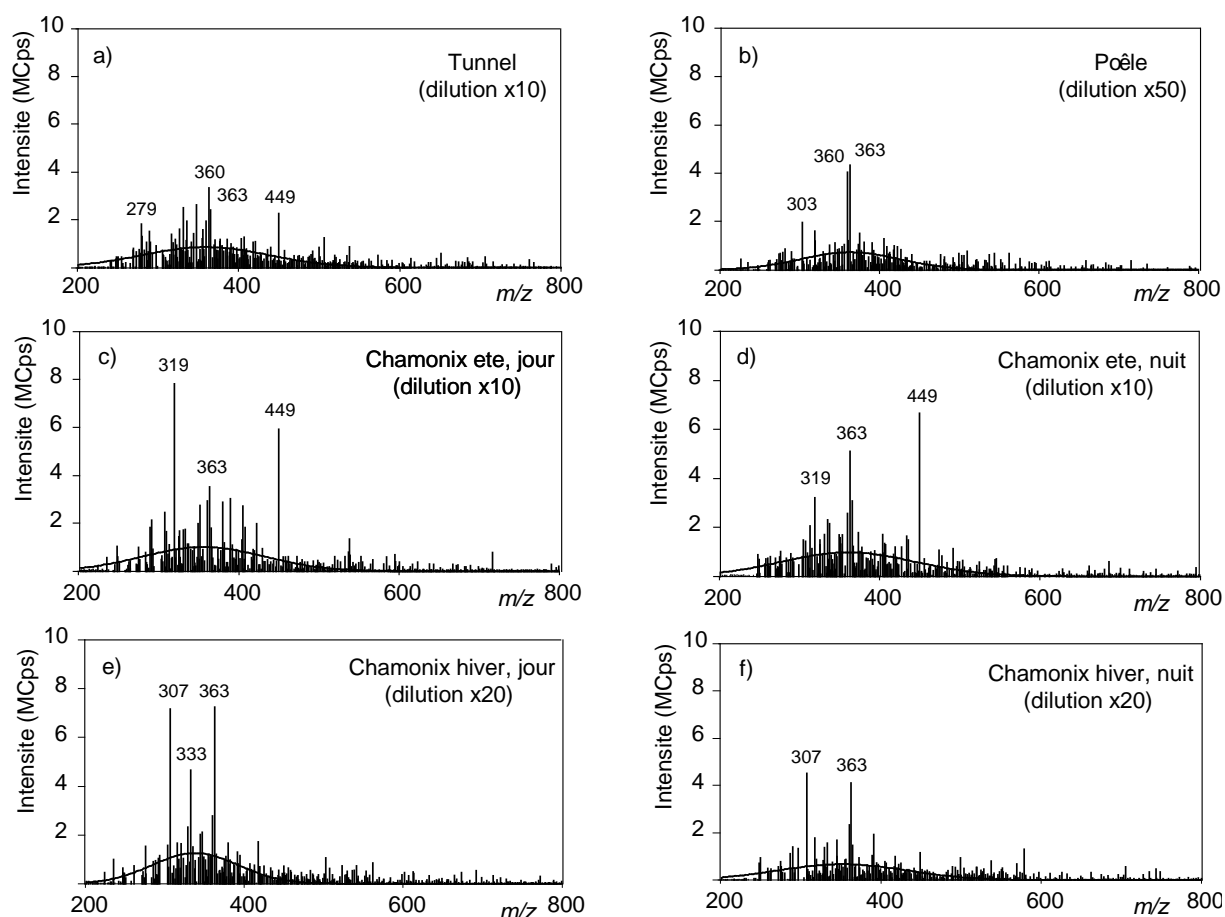 10
8
6
4
2
Intensite (MCps)
a)
Tunnel
(dilution x10)
279
360
363
449
200
400
600
800
m/z
10
8
6
4
2
Intensite (MCps)
b)
Poêle
(dilution x50)
303
360
363
200
400
600
800
m/z
10
8
6
4
2
Intensite (MCps)
c)
Chamonix ete, jour
(dilution x10)
319
363
449
200
400
600
800
m/z
10
8
6
4
2
Intensite (MCps)
d)
Chamonix ete, nuit
(dilution x10)
319
363
449
200
400
600
800
m/z
10
8
6
4
2
Intensite (MCps)
e)
Chamonix hiver, jour
(dilution x20)
307
333
363
200
400
600
800
m/z
10
8
6
4
2
Intensite (MCps)
f)
Chamonix hiver, nuit
(dilution x20)
307
363
200
400
600
800
m/z